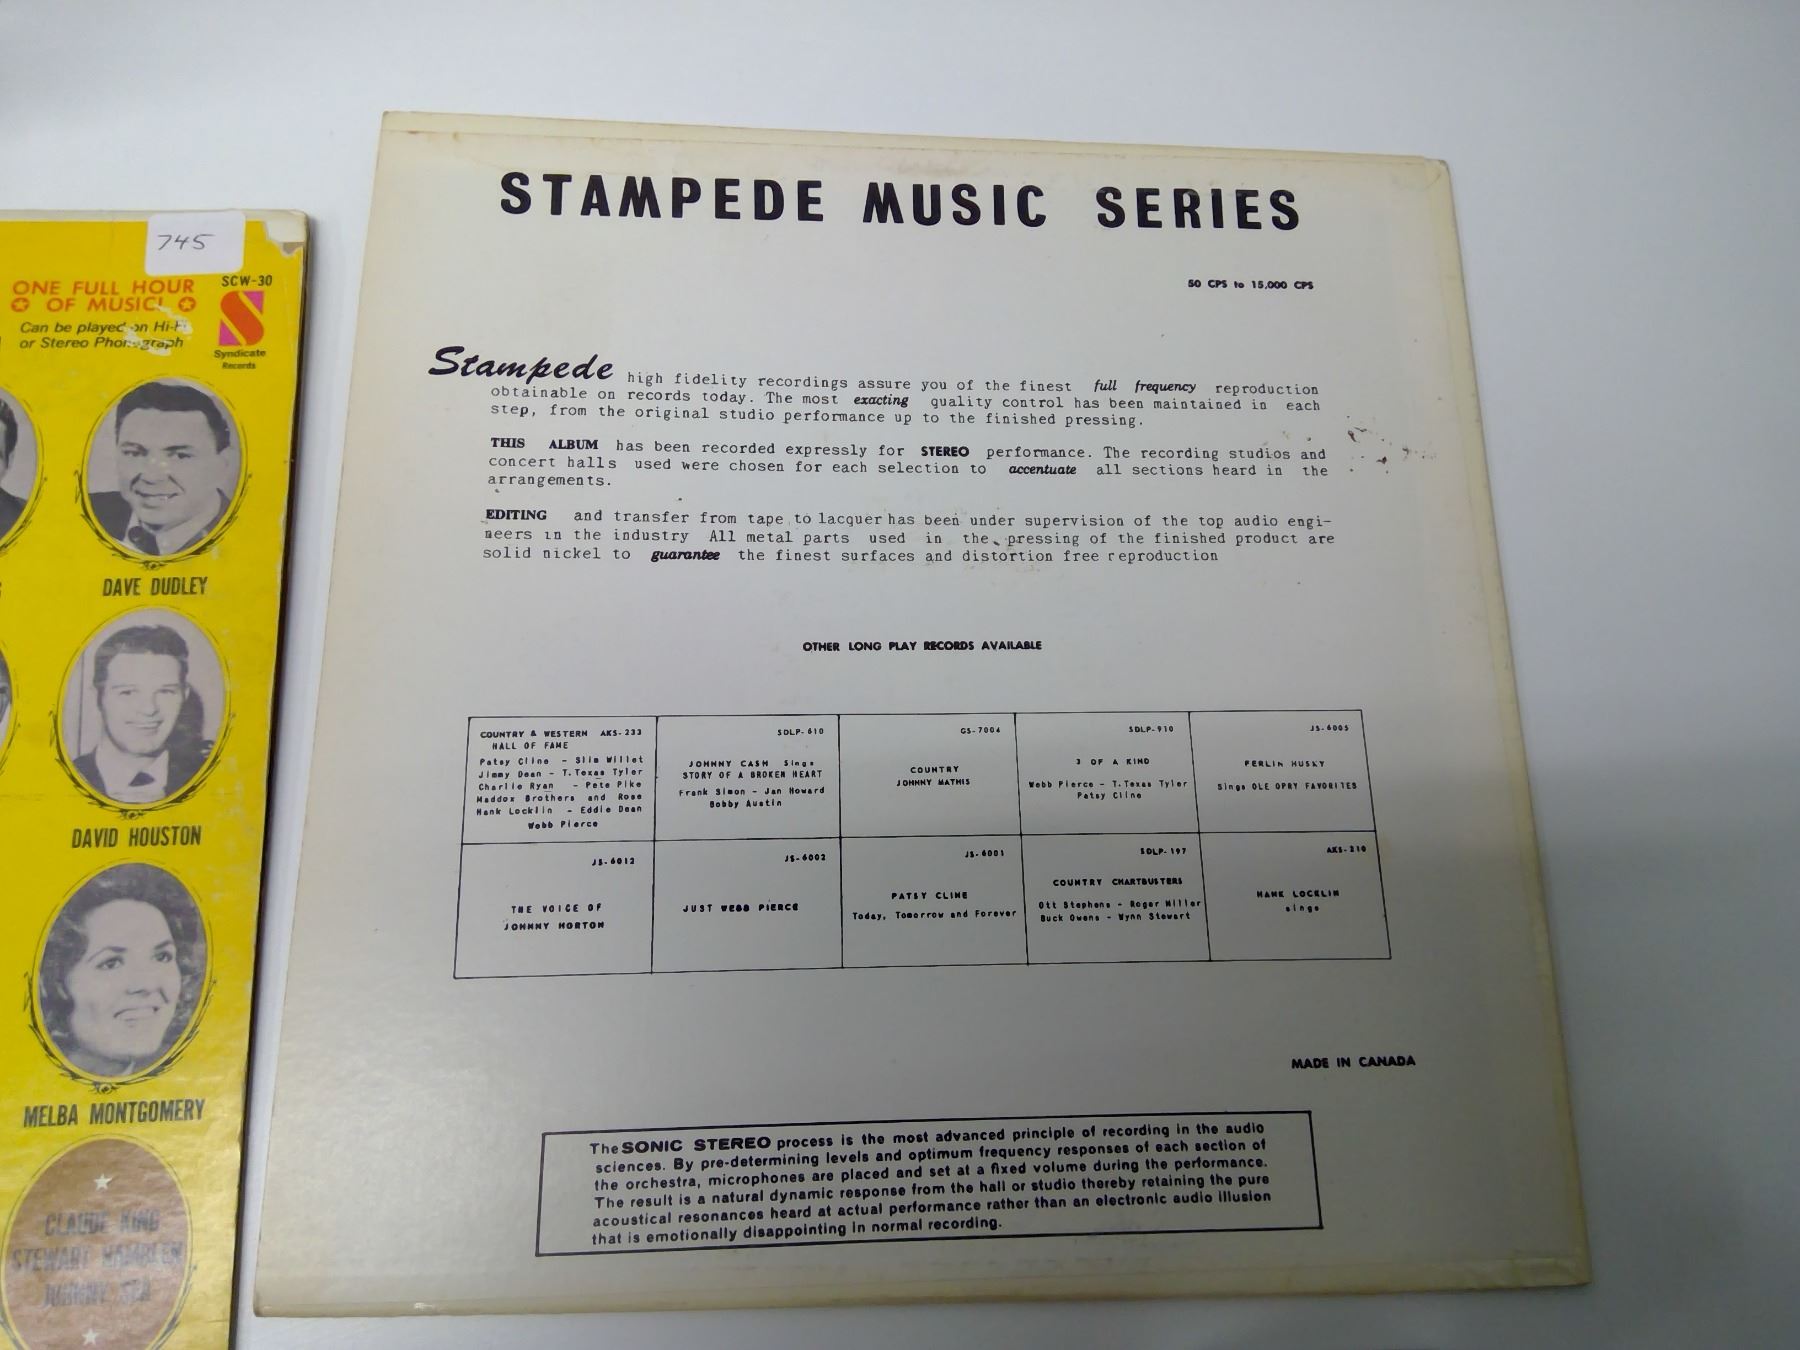 745
ONE FULL HOUR
OF MUSIC!
Can be played on Hi-Fi
or Stereo Phonograph
SCW-30
S
Syndicate
Records
DAVE DUDLEY
DAVID HOUSTON
MELBA MONTGOMERY
CLAUDE KING
STEWART HAMBLEN
JOHNNY SEA
STAMPEDE MUSIC SERIES
50 CPS to 15,000 CPS
Stampede high fidelity recordings assure you of the finest full frequency reproduction
obtainable on records today. The most exacting quality control has been maintained in each
step, from the original studio performance up to the finished pressing.
THIS ALBUM has been recorded expressly for STEREO performance. The recording studios and
concert halls used were chosen for each selection to accentuate all sections heard in the
arrangements.
EDITING and transfer from tape to lacquer has been under supervision of the top audio engi-
neers in the industry All metal parts used in the pressing of the finished product are
solid nickel to guarantee the finest surfaces and distortion free reproduction
OTHER LONG PLAY RECORDS AVAILABLE
COUNTRY & WESTERN AKS-233
HALL OF FAME
Patsy Cline - Slim Willet
Jimmy Dean - T. Texas Tyler
Charlie Ryan - Pete Pike
Maddox Brothers and Rose
Hank Locklin - Eddie Dean
Webb Pierce
SDLP-610
JOHNNY CASH Sings
STORY OF A BROKEN HEART
Frank Simon - Jan Howard
Bobby Austin
GS-7004
COUNTRY
JOHNNY MATHIS
SDLP-910
3 OF A KIND
Webb Pierce - T. Texas Tyler
Patsy Cline
JS-6005
FERLIN HUSKY
Sings OLE OPRY FAVORITES
JS-6012
THE VOICE OF
JOHNNY HORTON
JS-6002
JUST WEBB PIERCE
JS-6001
PATSY CLINE
Today, Tomorrow and Forever
SDLP-197
COUNTRY CHARTBUSTERS
Ott Stephens - Roger Miller
Buck Owens - Wynn Stewart
AKS-210
HANK LOCKLIN
sings
MADE IN CANADA
The SONIC STEREO process is the most advanced principle of recording in the audio
sciences. By pre-determining levels and optimum frequency responses of each section of
the orchestra, microphones are placed and set at a fixed volume during the performance.
The result is a natural dynamic response from the hall or studio thereby retaining the pure
acoustical resonances heard at actual performance rather than an electronic audio illusion
that is emotionally disappointing in normal recording.